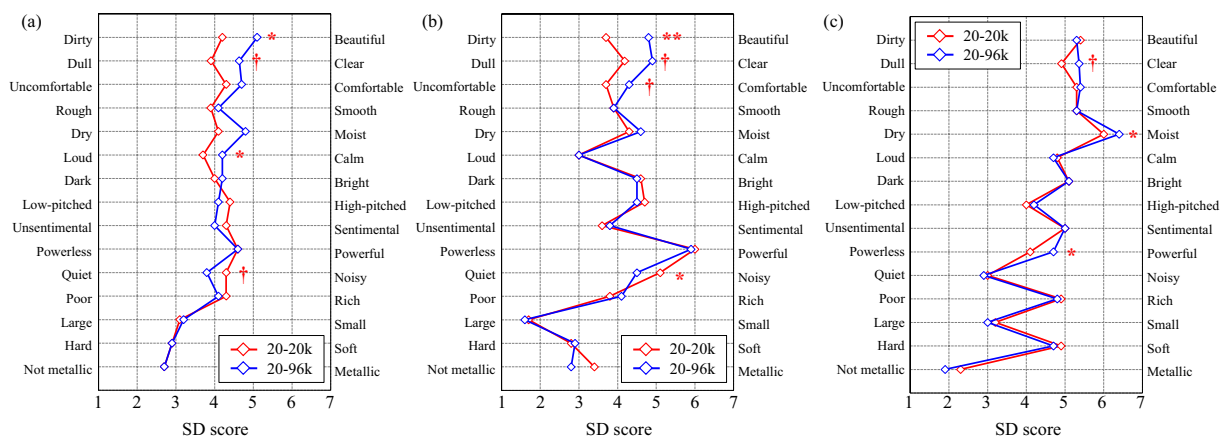 (a)
Dirty Beautiful *
Dull Clear †
Uncomfortable Comfortable
Rough Smooth
Dry Moist
Loud Calm *
Dark Bright
Low-pitched High-pitched
Unsentimental Sentimental
Powerless Powerful
Quiet Noisy †
Poor Rich
Large Small
Hard Soft
Not metallic Metallic
20-20k
20-96k
1 2 3 4 5 6 7
SD score
(b)
Dirty Beautiful **
Dull Clear †
Uncomfortable Comfortable †
Rough Smooth
Dry Moist
Loud Calm
Dark Bright
Low-pitched High-pitched
Unsentimental Sentimental
Powerless Powerful
Quiet Noisy *
Poor Rich
Large Small
Hard Soft
Not metallic Metallic
20-20k
20-96k
1 2 3 4 5 6 7
SD score
(c)
20-20k
20-96k
Dirty Beautiful
Dull Clear †
Uncomfortable Comfortable
Rough Smooth
Dry Moist *
Loud Calm
Dark Bright
Low-pitched High-pitched
Unsentimental Sentimental
Powerless Powerful *
Quiet Noisy
Poor Rich
Large Small
Hard Soft
Not metallic Metallic
1 2 3 4 5 6 7
SD score